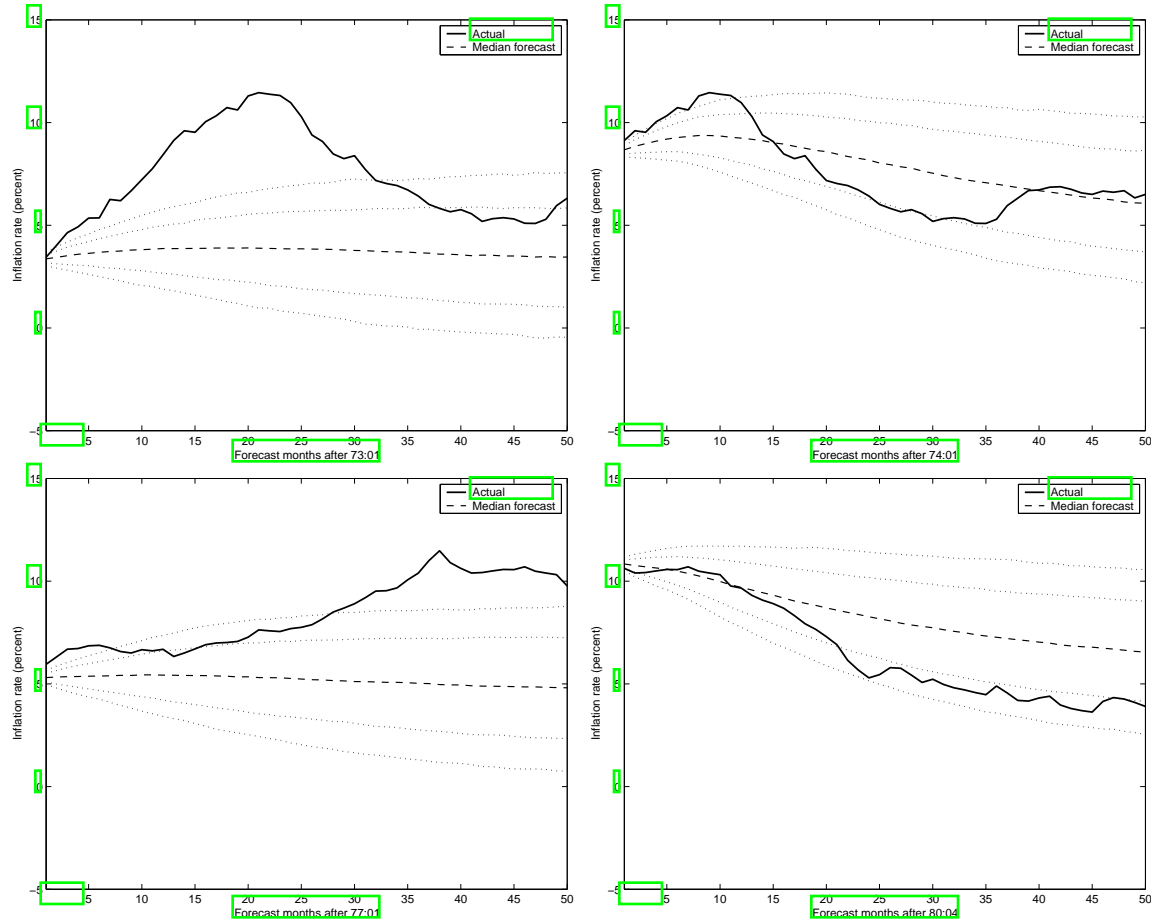 15
10
5
0
−5
Inflation rate (percent)
Actual
Median forecast
5 10 15 20 25 30 35 40 45 50
Forecast months after 73:01
15
10
5
0
−5
Inflation rate (percent)
Actual
Median forecast
5 10 15 20 25 30 35 40 45 50
Forecast months after 74:01
15
10
5
0
−5
Inflation rate (percent)
Actual
Median forecast
5 10 15 20 25 30 35 40 45 50
Forecast months after 77:01
15
10
5
0
−5
Inflation rate (percent)
Actual
Median forecast
5 10 15 20 25 30 35 40 45 50
Forecast months after 80:04